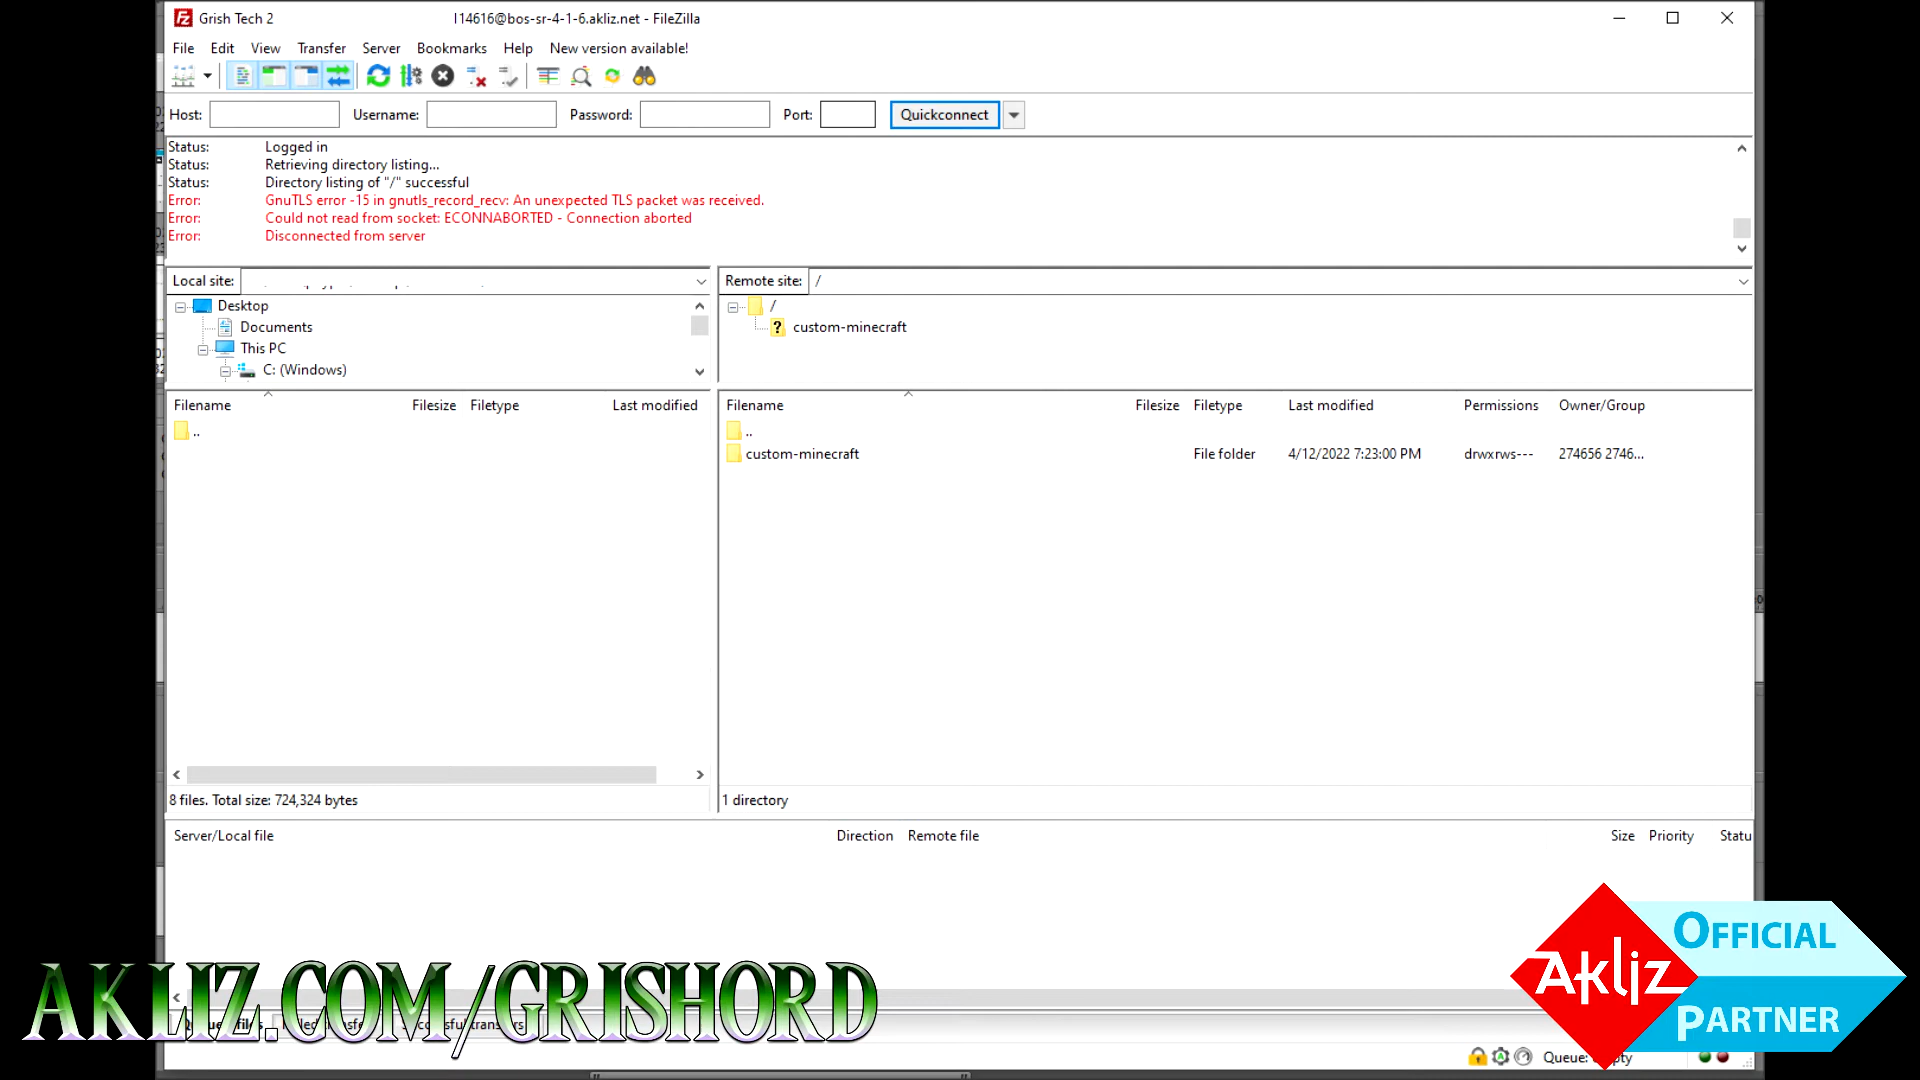 Grish Tech 2 l14616@bos-sr-4-1-6.akliz.net - FileZilla
File Edit View Transfer Server Bookmarks Help New version available!
Host: Username: Password: Port: Quickconnect
Status: Logged in
Status: Retrieving directory listing...
Status: Directory listing of "/" successful
Error: GnuTLS error -15 in gnutls_record_recv: An unexpected TLS packet was received.
Error: Could not read from socket: ECONNABORTED - Connection aborted
Error: Disconnected from server
Local site: Remote site: /
Desktop
Documents
This PC
C: (Windows)
/
custom-minecraft
Filename Filesize Filetype Last modified
..
Filename Filesize Filetype Last modified Permissions Owner/Group
..
custom-minecraft File folder 4/12/2022 7:23:00 PM drwxrws--- 274656 2746...
8 files. Total size: 724,324 bytes
1 directory
Server/Local file Direction Remote file Size Priority Statu
AKLIZ.COM/GRISHORD
Akliz
OFFICIAL
PARTNER
Queue: